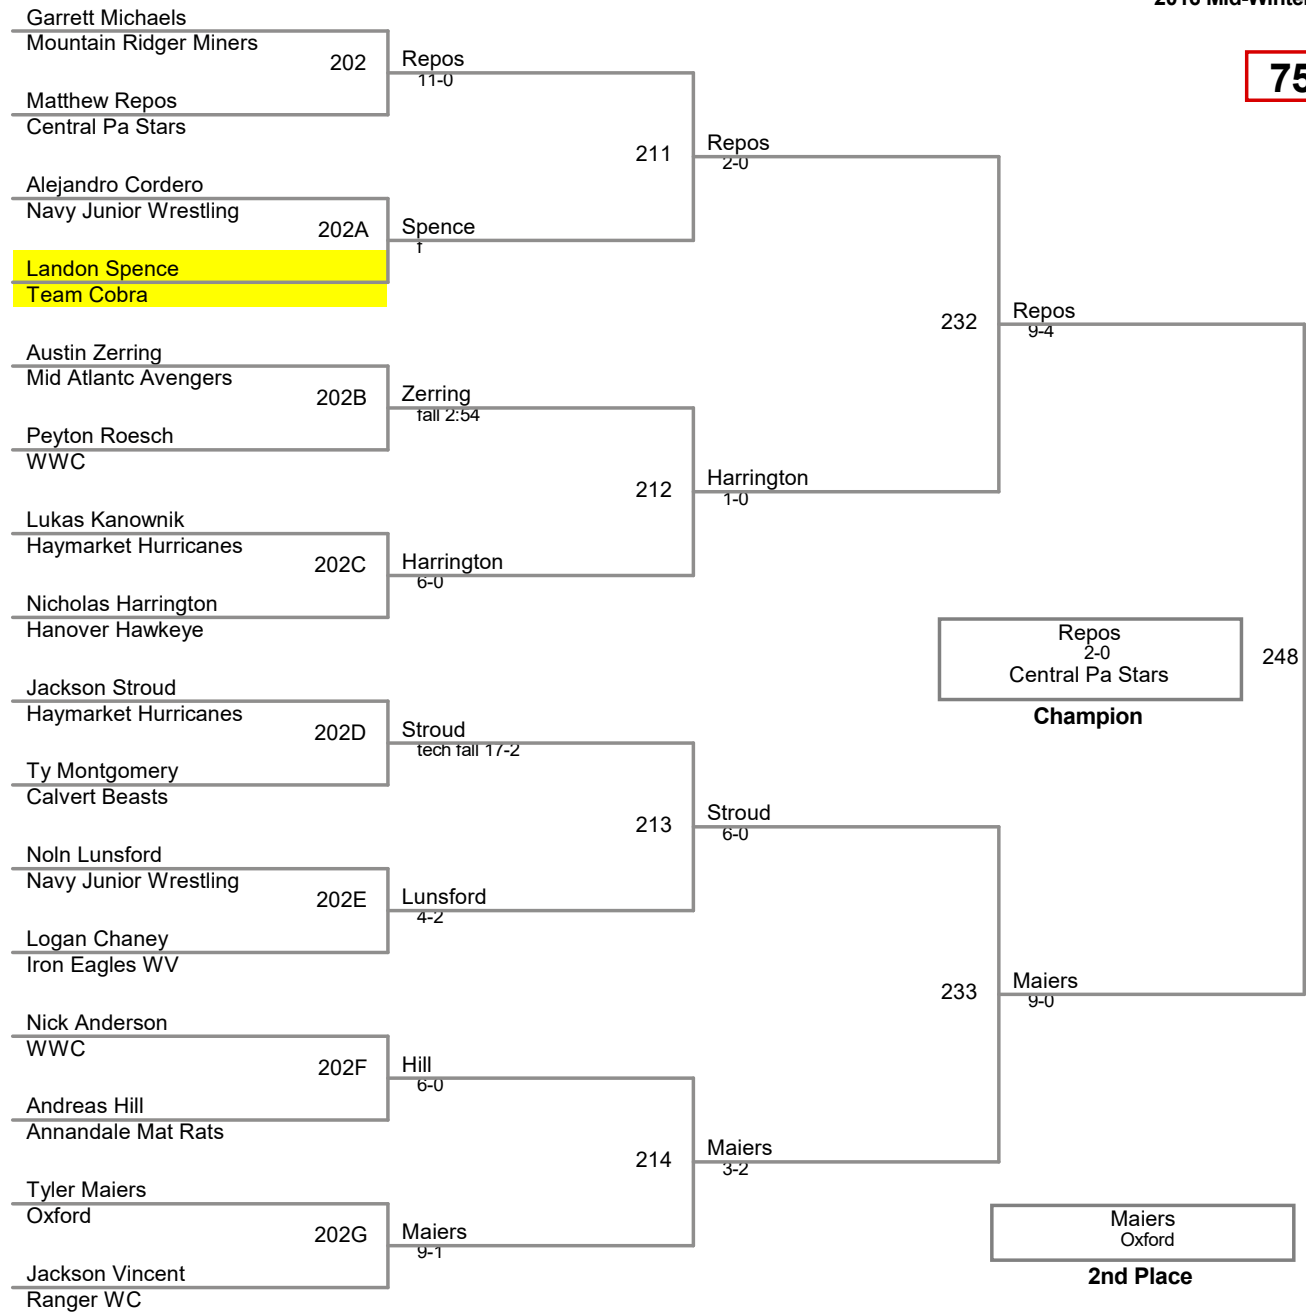 2016 Mid-Winter
75
Garrett Michaels
Mountain Ridger Miners
202
Repos
11-0
Matthew Repos
Central Pa Stars
211
Repos
2-0
Alejandro Cordero
Navy Junior Wrestling
202A
Spence
f
Landon Spence
Team Cobra
232
Repos
9-4
Austin Zerring
Mid Atlantc Avengers
202B
Zerring
fall 2:54
Peyton Roesch
WWC
212
Harrington
1-0
Lukas Kanownik
Haymarket Hurricanes
202C
Harrington
6-0
Nicholas Harrington
Hanover Hawkeye
Repos
2-0
Central Pa Stars
248
Champion
Jackson Stroud
Haymarket Hurricanes
202D
Stroud
tech fall 17-2
Ty Montgomery
Calvert Beasts
213
Stroud
6-0
Noln Lunsford
Navy Junior Wrestling
202E
Lunsford
4-2
Logan Chaney
Iron Eagles WV
233
Maiers
9-0
Nick Anderson
WWC
202F
Hill
6-0
Andreas Hill
Annandale Mat Rats
214
Maiers
3-2
Tyler Maiers
Oxford
202G
Maiers
9-1
Jackson Vincent
Ranger WC
Maiers
Oxford
2nd Place